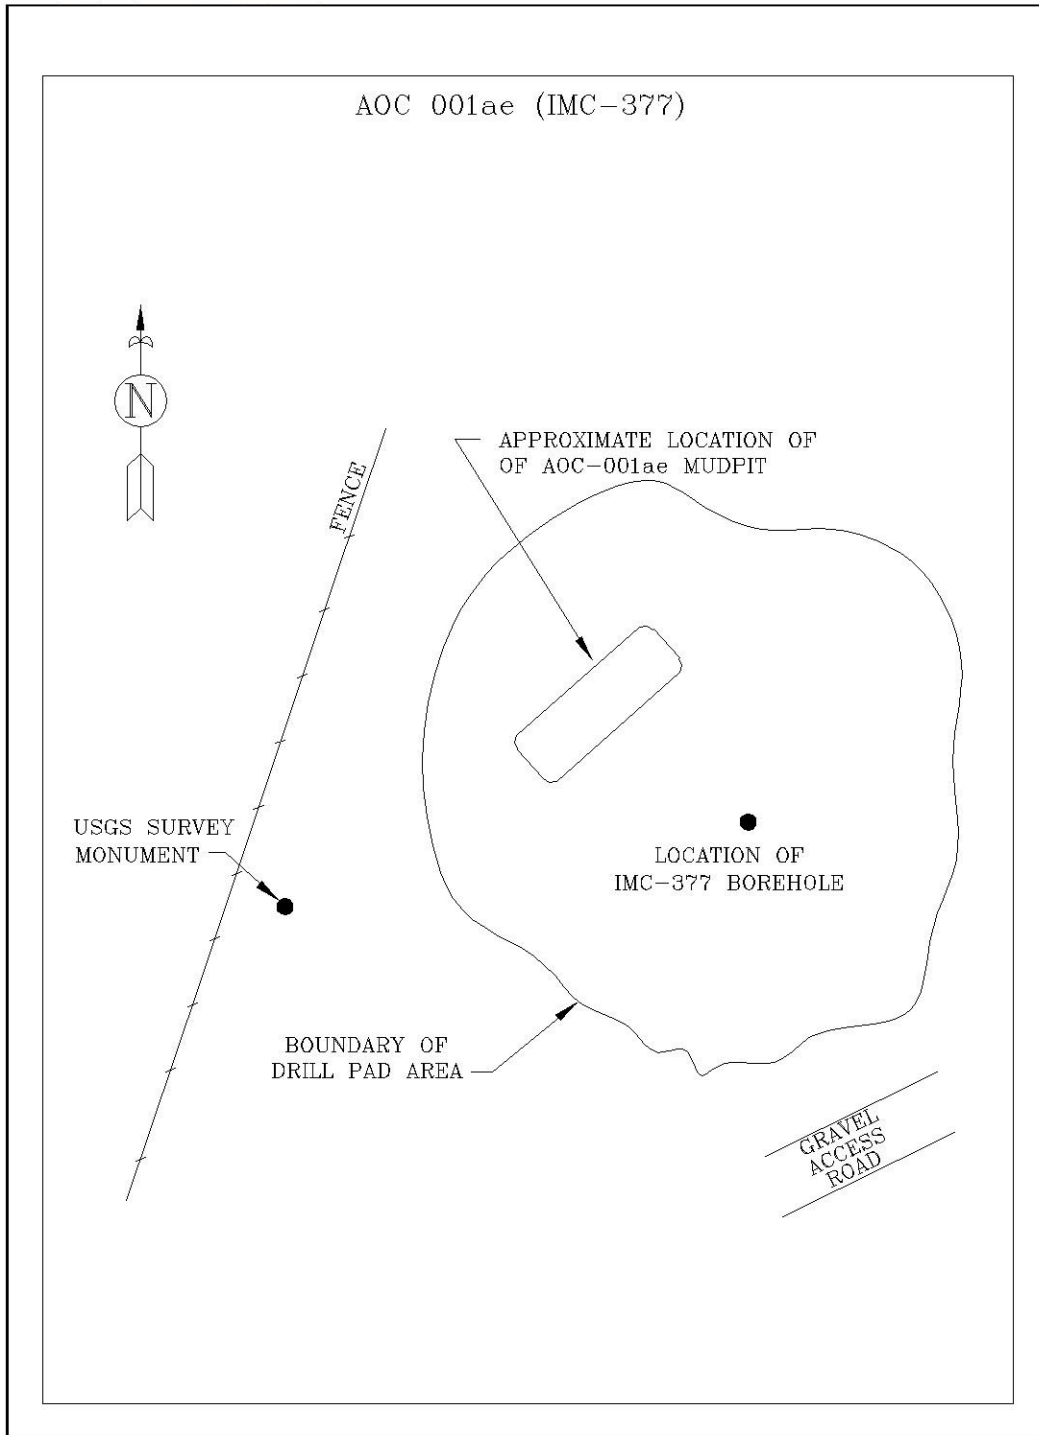 AOC 001ae (IMC-377)
N
FENCE
APPROXIMATE LOCATION OF
OF AOC-001ae MUDPIT
USGS SURVEY
MONUMENT
LOCATION OF
IMC-377 BOREHOLE
BOUNDARY OF
DRILL PAD AREA
GRAVEL
ACCESS
ROAD